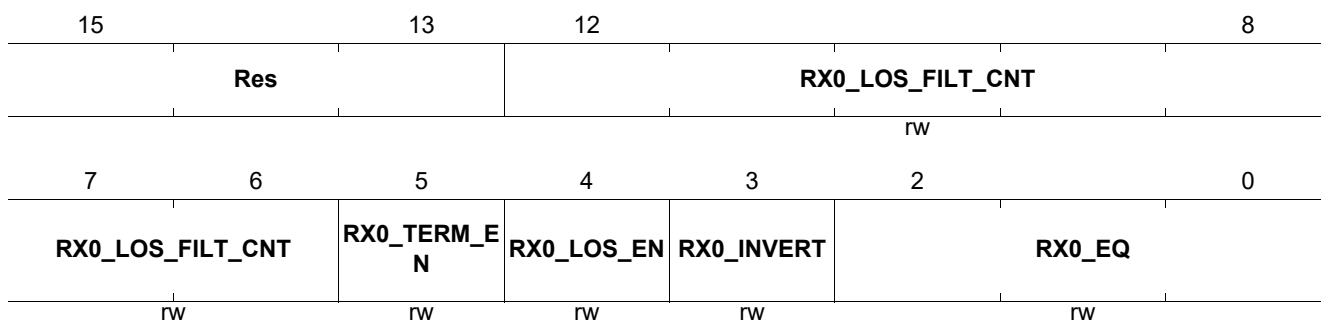 15 13 12 8
Res RX0_LOS_FILT_CNT
rw
7 6 5 4 3 2 0
RX0_LOS_FILT_CNT RX0_TERM_E RX0_LOS_EN RX0_INVERT RX0_EQ
N
rw rw rw rw rw